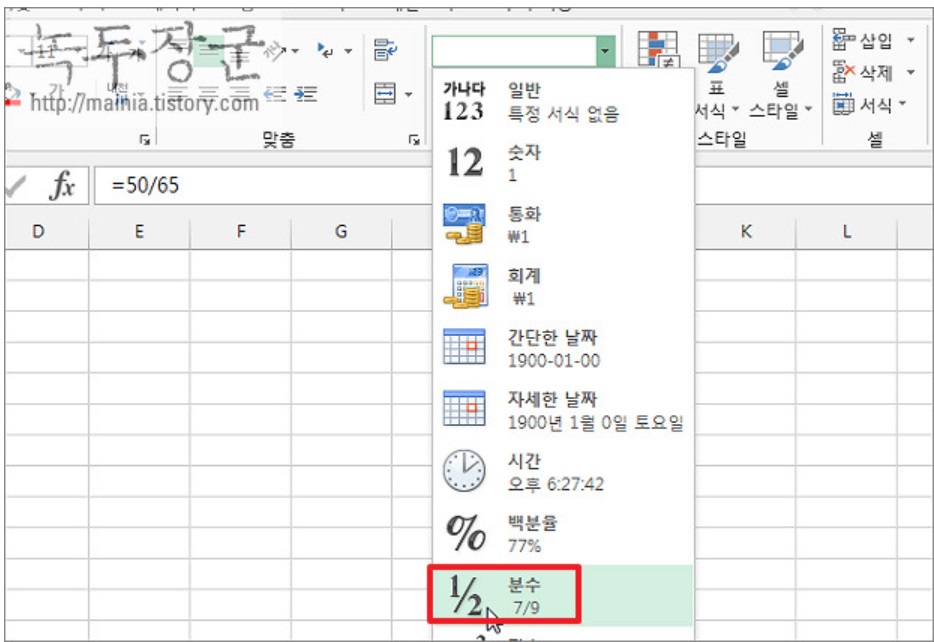 녹두장군
http://mainia.tistory.com
맞춤
일반
특정 서식 없음
가나다
123
12
숫자
1
통화
₩1
회계
₩1
간단한 날짜
1900-01-00
자세한 날짜
1900년 1월 0일 토요일
시간
오후 6:27:42
%
백분율
77%
1/2
분수
7/9
표
서식
셀
스타일
스타일
삽입
삭제
서식
셀
fx
=50/65
D E F G K L